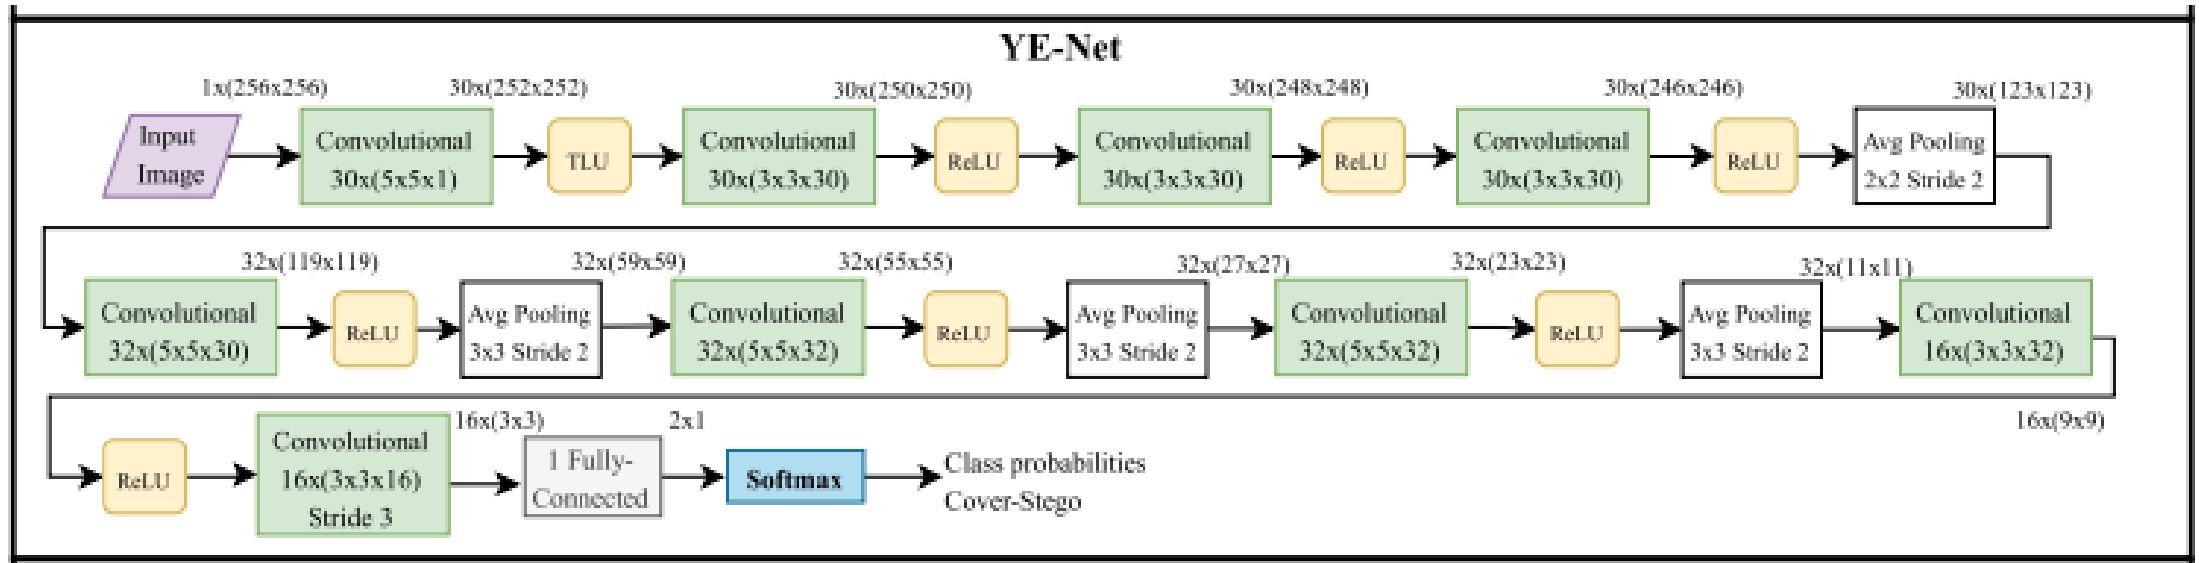 YE-Net
1x(256x256)
30x(252x252)
30x(250x250)
30x(248x248)
30x(246x246)
30x(123x123)
Input
Image
Convolutional
30x(5x5x1)
TLU
Convolutional
30x(3x3x30)
ReLU
Convolutional
30x(3x3x30)
ReLU
Convolutional
30x(3x3x30)
ReLU
Avg Pooling
2x2 Stride 2
32x(119x119)
32x(59x59)
32x(55x55)
32x(27x27)
32x(23x23)
32x(11x11)
Convolutional
32x(5x5x30)
ReLU
Avg Pooling
3x3 Stride 2
Convolutional
32x(5x5x32)
ReLU
Avg Pooling
3x3 Stride 2
Convolutional
32x(5x5x32)
ReLU
Avg Pooling
3x3 Stride 2
Convolutional
16x(3x3x32)
16x(9x9)
ReLU
Convolutional
16x(3x3x16)
Stride 3
16x(3x3)
1 Fully-
Connected
2x1
Softmax
Class probabilities
Cover-Stego